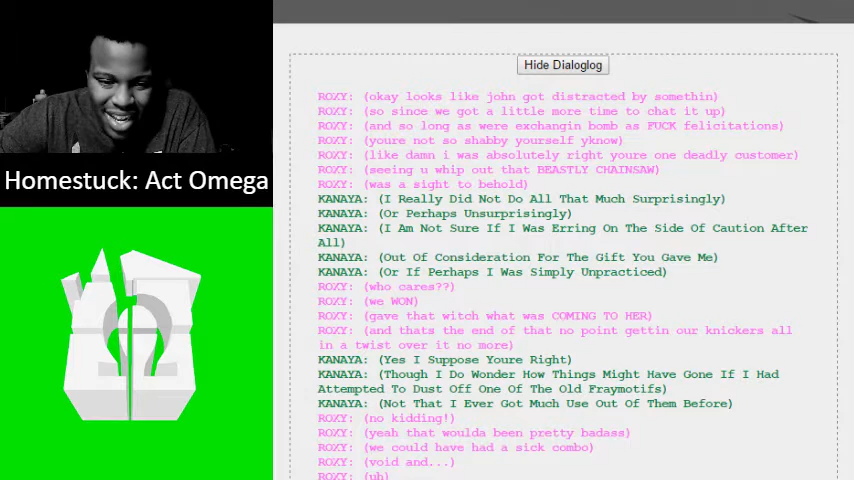 Homestuck: Act Omega
Hide Dialoglog
ROXY: (okay looks like john got distracted by somethin)
ROXY: (so since we got a little more time to chat it up)
ROXY: (and so long as were exchangin bomb as FUCK felicitations)
ROXY: (youre not so shabby yourself yknow)
ROXY: (like damn i was absolutely right youre one deadly customer)
ROXY: (seeing u whip out that BEASTLY CHAINSAW)
ROXY: (was a sight to behold)
KANAYA: (I Really Did Not Do All That Much Surprisingly)
KANAYA: (Or Perhaps Unsurprisingly)
KANAYA: (I Am Not Sure If I Was Erring On The Side Of Caution After
All)
KANAYA: (Out Of Consideration For The Gift You Gave Me)
KANAYA: (Or If Perhaps I Was Simply Unpracticed)
ROXY: (who cares??)
ROXY: (we WON)
ROXY: (gave that witch what was COMING TO HER)
ROXY: (and thats the end of that no point gettin our knickers all
in a twist over it no more)
KANAYA: (Yes I Suppose Youre Right)
KANAYA: (Though I Do Wonder How Things Might Have Gone If I Had
Attempted To Dust Off One Of The Old Fraymotifs)
KANAYA: (Not That I Ever Got Much Use Out Of Them Before)
ROXY: (no kidding!)
ROXY: (yeah that woulda been pretty badass)
ROXY: (we could have had a sick combo)
ROXY: (void and...)
ROXY: (uh)